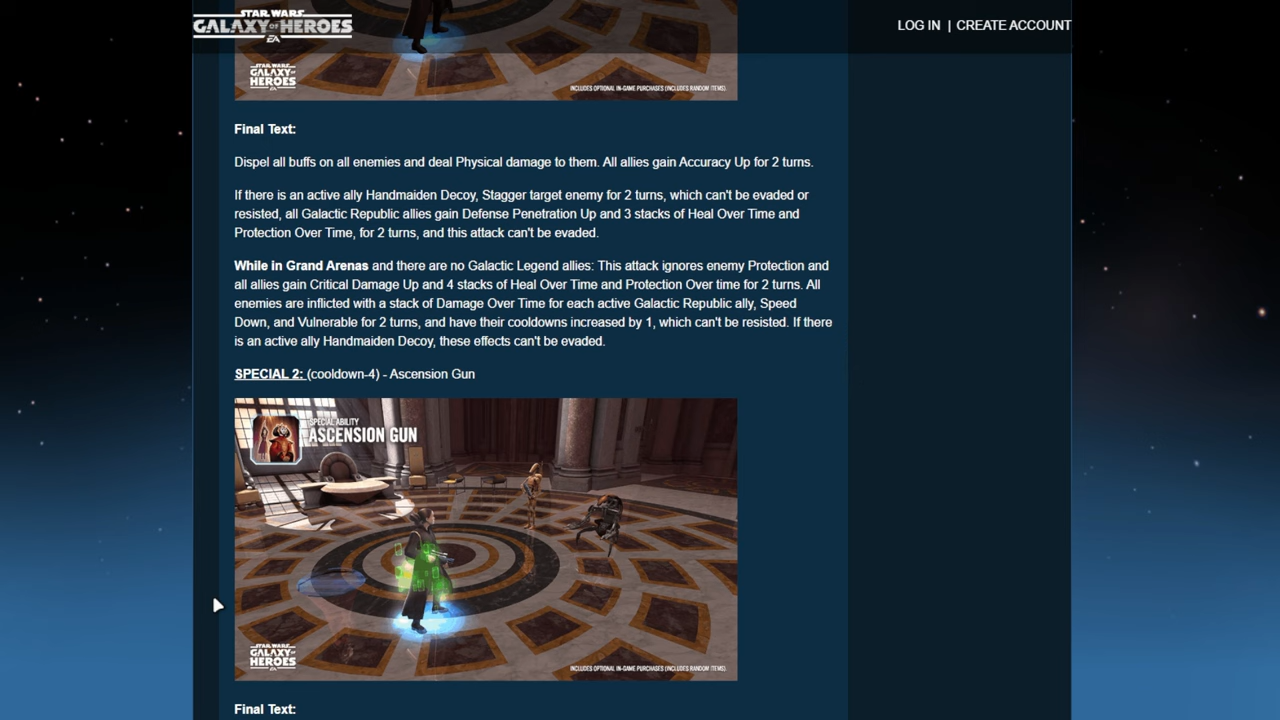 STAR WARS
GALAXY OF HEROES
EA
LOG IN | CREATE ACCOUNT
STAR WARS
GALAXY OF
HEROES
INCLUDES OPTIONAL IN-GAME PURCHASES (INCLUDES RANDOM ITEMS).
Final Text:
Dispel all buffs on all enemies and deal Physical damage to them. All allies gain Accuracy Up for 2 turns.
If there is an active ally Handmaiden Decoy, Stagger target enemy for 2 turns, which can't be evaded or
resisted, all Galactic Republic allies gain Defense Penetration Up and 3 stacks of Heal Over Time and
Protection Over Time, for 2 turns, and this attack can't be evaded.
While in Grand Arenas and there are no Galactic Legend allies: This attack ignores enemy Protection and
all allies gain Critical Damage Up and 4 stacks of Heal Over Time and Protection Over time for 2 turns. All
enemies are inflicted with a stack of Damage Over Time for each active Galactic Republic ally, Speed
Down, and Vulnerable for 2 turns, and have their cooldowns increased by 1, which can't be resisted. If there
is an active ally Handmaiden Decoy, these effects can't be evaded.
SPECIAL 2: (cooldown-4) - Ascension Gun
SPECIAL ABILITY
ASCENSION GUN
STAR WARS
GALAXY OF
HEROES
INCLUDES OPTIONAL IN-GAME PURCHASES (INCLUDES RANDOM ITEMS).
Final Text: